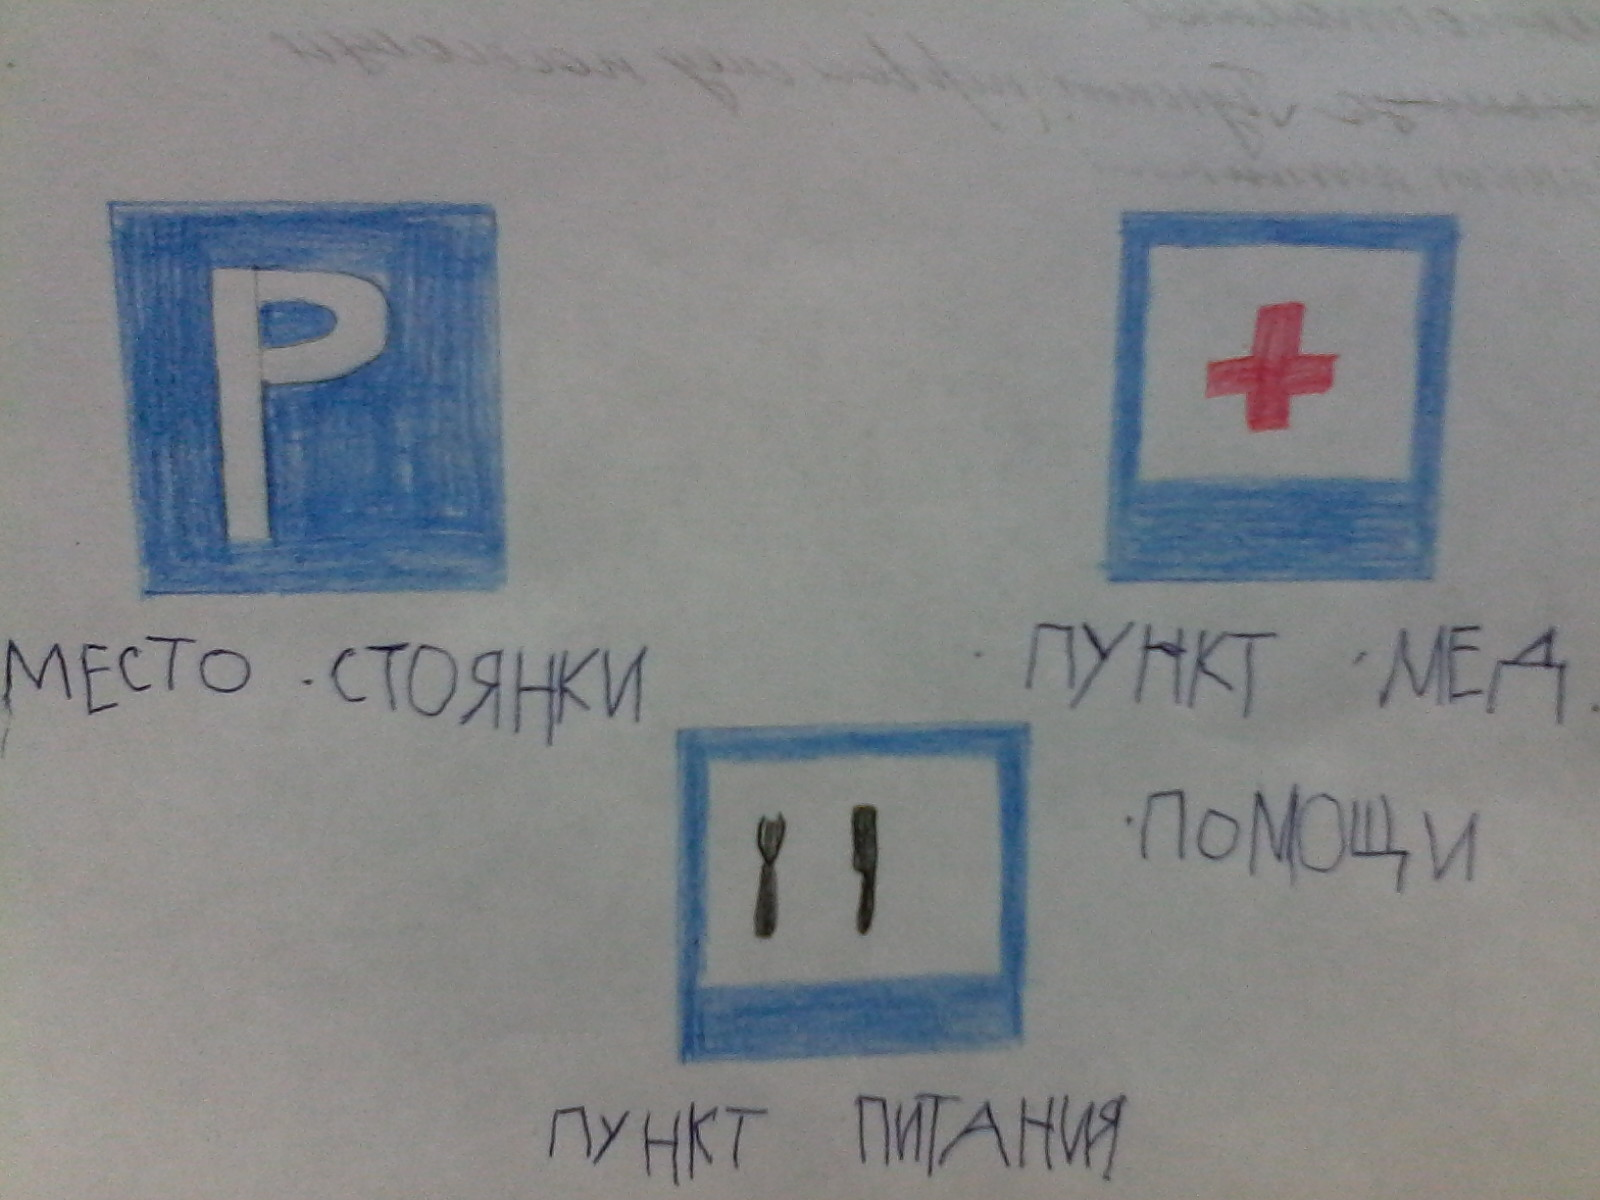 Р
МЕСТО СТОЯНКИ
ПУНКТ МЕД.
ПОМОЩИ
ПУНКТ ПИТАНИЯ